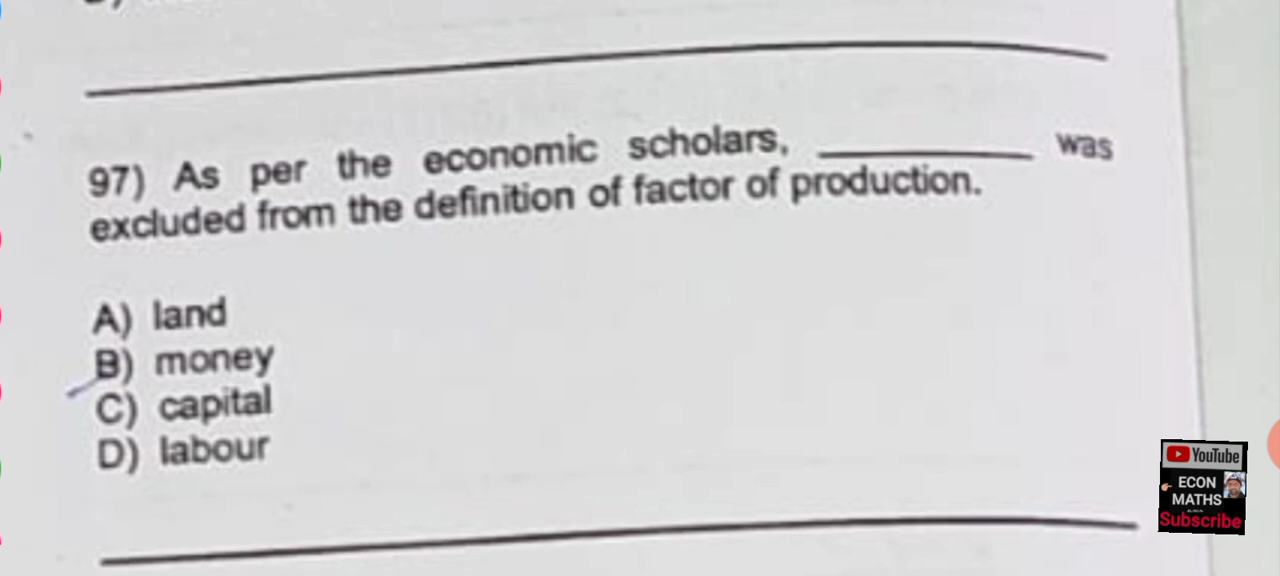 97) As per the economic scholars, __________ was
excluded from the definition of factor of production.
A) land
B) money
C) capital
D) labour
YouTube
ECON
MATHS
Subscribe